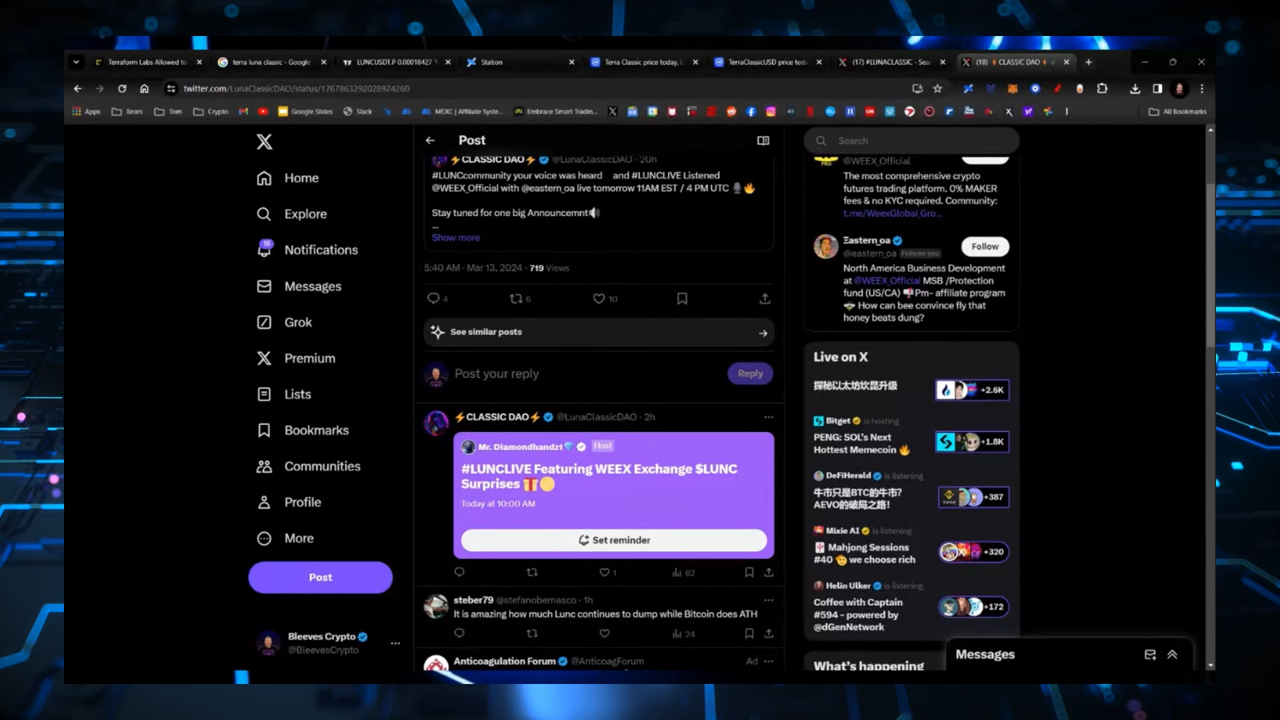 Terraform Labs Allowed to
terra luna classic - Google
LUNCUSDT.P 0.00018427
Station
Terra Classic price today, L
TerraClassicUSD price tod
(17) #LUNACLASSIC - Sea
(18) ⚡CLASSIC DAO⚡
twitter.com/LunaClassicDAO/status/1767863292028924260
Apps
Bears
Tom
Crypto
Google Slides
Slack
MEXC | Affiliate Syste...
Embrace Smart Tradin...
All Bookmarks
Home
Explore
18
Notifications
Messages
Grok
Premium
Lists
Bookmarks
Communities
Profile
More
Post
Bleeves Crypto
@BleevesCrypto
Post
⚡CLASSIC DAO⚡ @LunaClassicDAO · 20h
#LUNCcommunity your voice was heard and #LUNCLIVE Listened
@WEEX_Official with @eastern_oa live tomorrow 11AM EST / 4 PM UTC 🎙🔥
Stay tuned for one big Announcemnt🔊
...
Show more
5:40 AM · Mar 13, 2024 · 719 Views
4
6
10
See similar posts
Post your reply
Reply
⚡CLASSIC DAO⚡ @LunaClassicDAO · 2h
Mr. Diamondhandz1💎 Host
#LUNCLIVE Featuring WEEX Exchange $LUNC
Surprises 🎁🟡
Today at 10:00 AM
Set reminder
1
62
steber79 @stefanobernasco · 1h
It is amazing how much Lunc continues to dump while Bitcoin does ATH
24
Anticoagulation Forum @AnticoagForum
Ad
Search
@WEEX_Official
The most comprehensive crypto
futures trading platform. 0% MAKER
fees & no KYC required. Community:
t.me/WeexGlobal_Gro...
Ξastern_oa
@eastern_oa Follows you
Follow
North America Business Development
at @WEEX_Official MSB /Protection
fund (US/CA) 📮Pm- affiliate program
🐝 How can bee convince fly that
honey beats dung?
Live on X
探秘以太坊坎昆升级
+2.6K
Bitget is hosting
PENG: SOL's Next
Hottest Memecoin 🔥
+1.8K
DeFiHerald is listening
牛市只是BTC的牛市?
AEVO的破局之路!
+387
Mixie AI is listening
🀄 Mahjong Sessions
#40 🫡 we choose rich
+320
Helin Ulker is listening
Coffee with Captain
#594 - powered by
@dGenNetwork
+172
What's happening
Messages